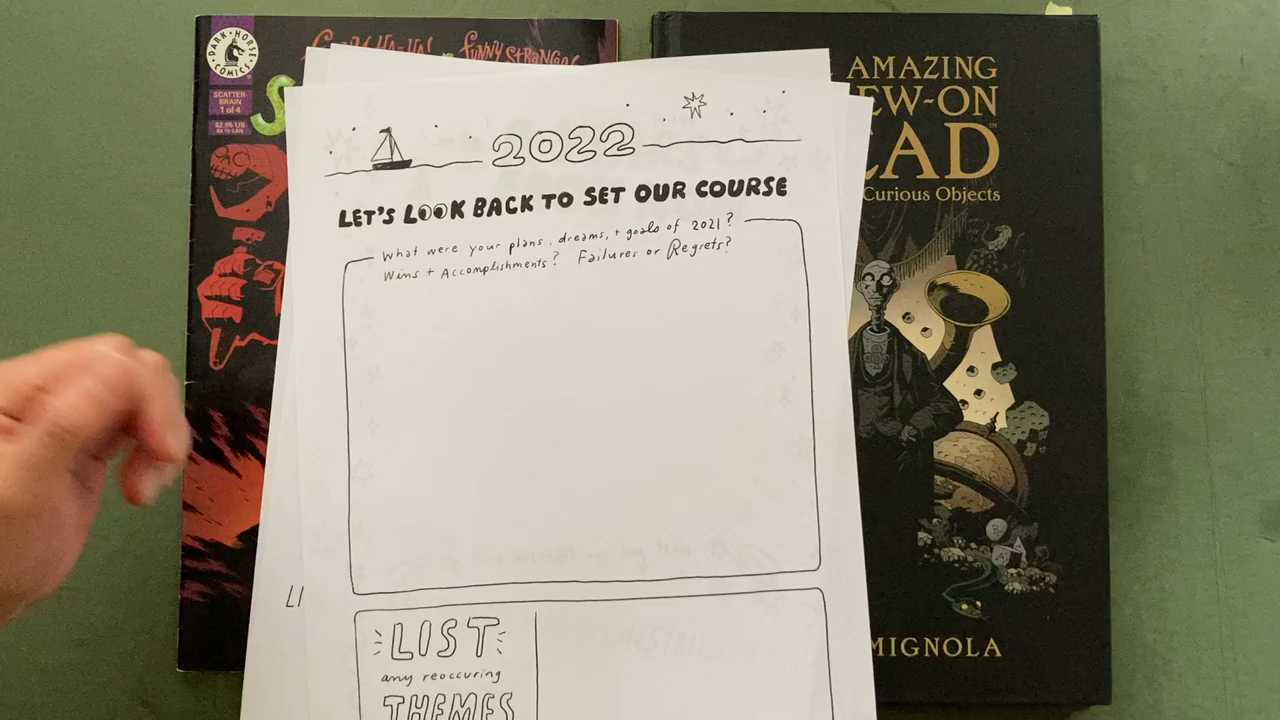 DARK HORSE COMICS
SCATTER-
BRAIN
1 of 4
$2.95 US
FUNNY STRANGE!
2022
LET'S LOOK BACK TO SET OUR COURSE
What were your plans, dreams, + goals of 2021?
Wins + Accomplishments? Failures or Regrets?
LI
LIST
any reoccuring
THEMES
AMAZING
EW-ON
EAD
Curious Objects
MIGNOLA